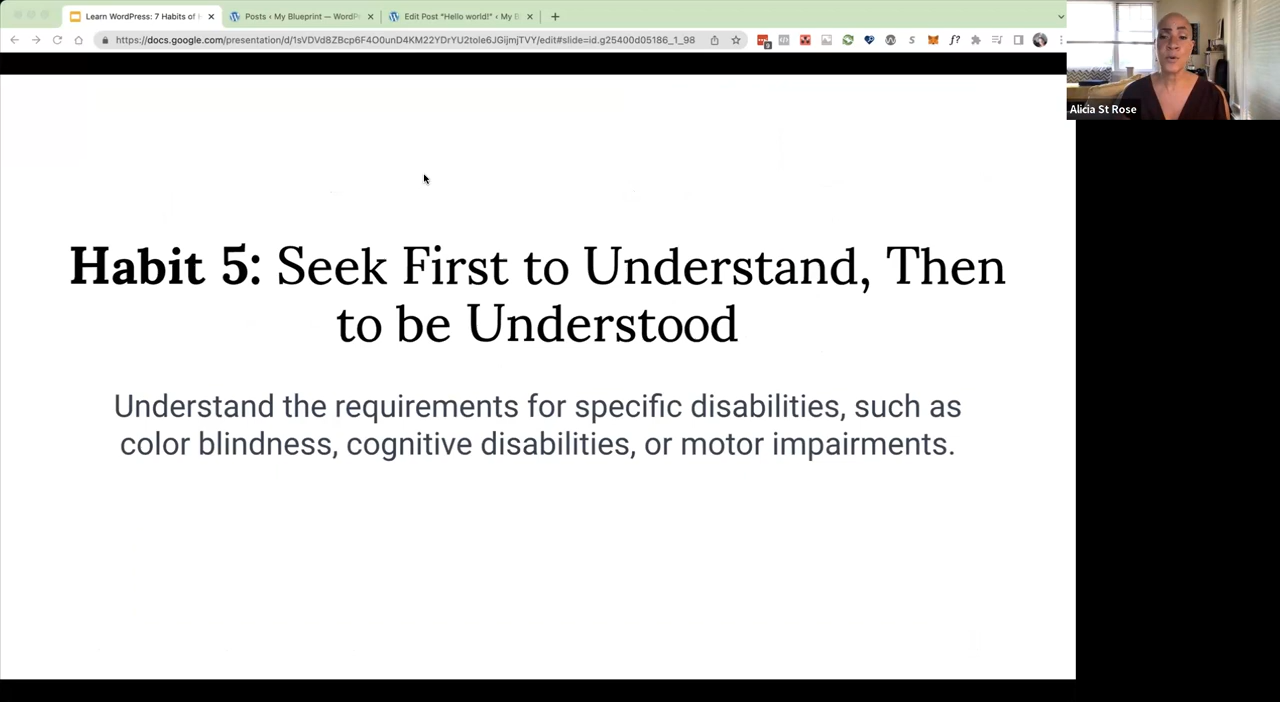 Learn WordPress: 7 Habits of H
Posts ‹ My Blueprint — WordP
Edit Post "Hello world!" ‹ My B
https://docs.google.com/presentation/d/1sVDVd8ZBcp6F4O0unD4KM22YDrYU2tole6JGijmjTVY/edit#slide=id.g25400d05186_1_98
Alicia St Rose
Habit 5: Seek First to Understand, Then
to be Understood
Understand the requirements for specific disabilities, such as
color blindness, cognitive disabilities, or motor impairments.